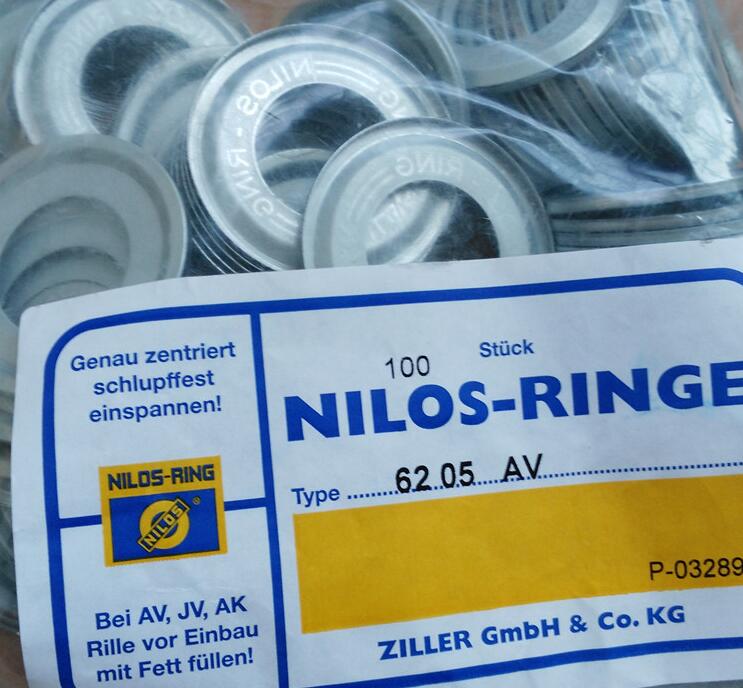 NILOS - RING
RING
Genau zentriert
schlupffest
einspannen!
NILOS-RING
NILOS ®
Bei AV, JV, AK
Rille vor Einbau
mit Fett füllen!
100 Stück
NILOS-RINGE
Type 62 05 AV
P-03289
ZILLER GmbH & Co. KG